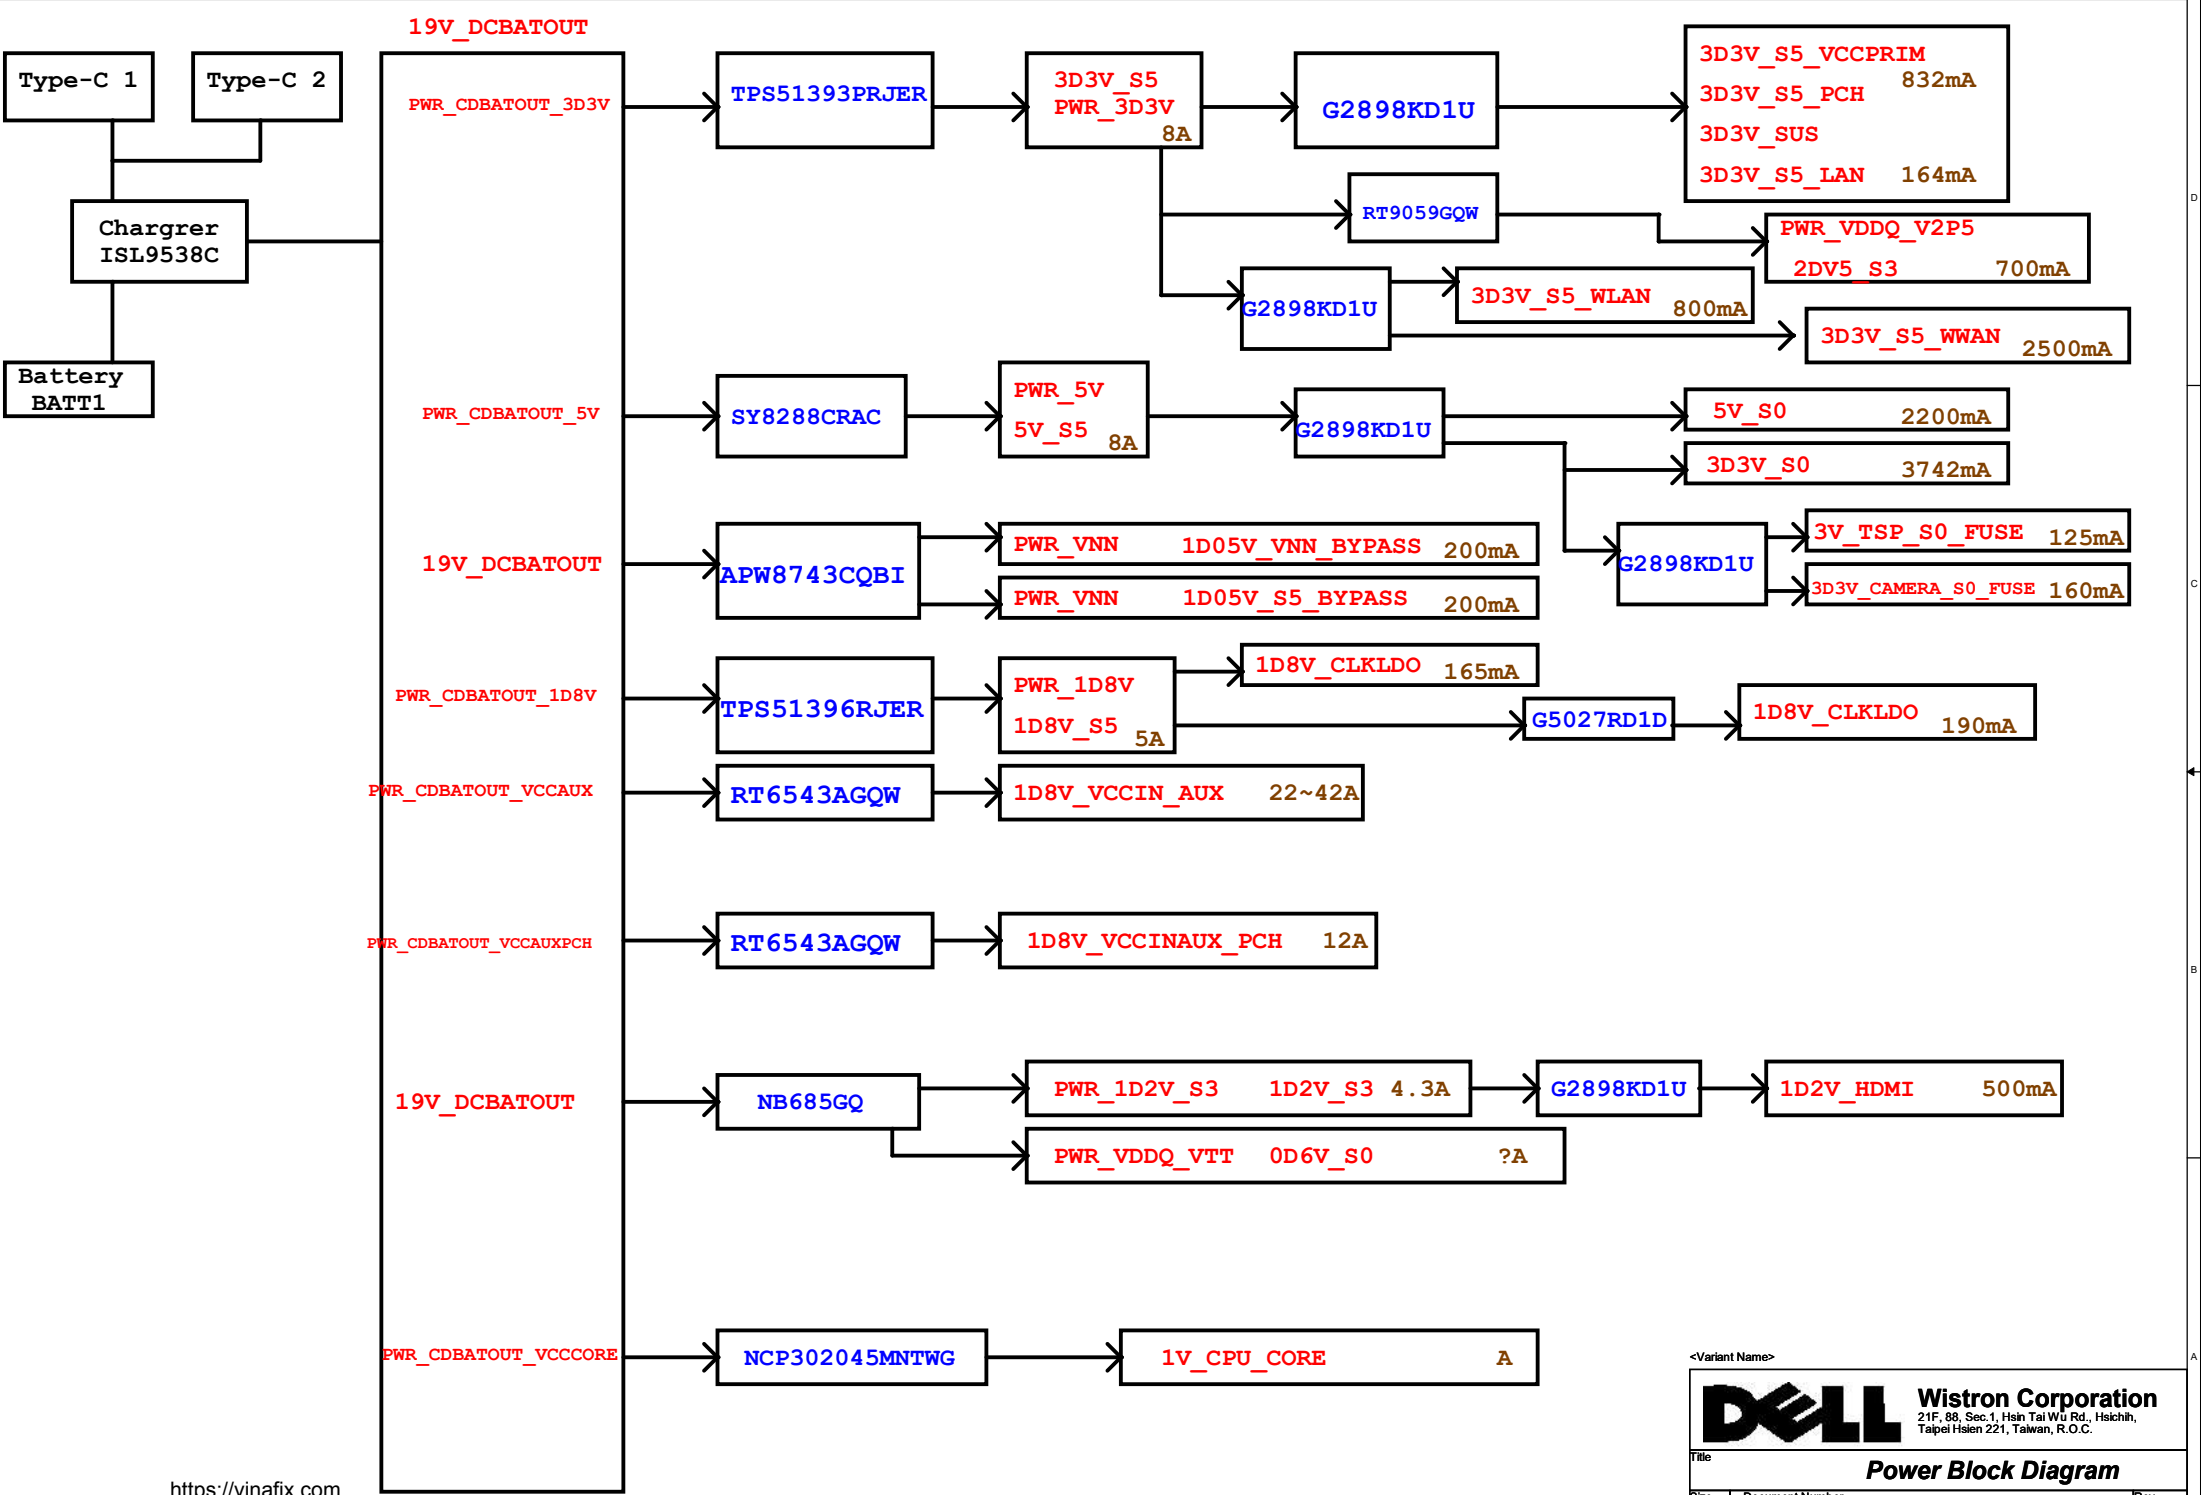 19V_DCBATOUT
Type-C 1
Type-C 2
Chargrer
ISL9538C
Battery
BATT1
PWR_CDBATOUT_3D3V
TPS51393PRJER
3D3V_S5
PWR_3D3V
8A
G2898KD1U
3D3V_S5_VCCPRIM
832mA
3D3V_S5_PCH
3D3V_SUS
3D3V_S5_LAN 164mA
RT9059GQW
PWR_VDDQ_V2P5
2DV5_S3 700mA
G2898KD1U
3D3V_S5_WLAN 800mA
3D3V_S5_WWAN 2500mA
PWR_CDBATOUT_5V
SY8288CRAC
PWR_5V
5V_S5 8A
G2898KD1U
5V_S0 2200mA
3D3V_S0 3742mA
G2898KD1U
3V_TSP_S0_FUSE 125mA
3D3V_CAMERA_S0_FUSE 160mA
19V_DCBATOUT
APW8743CQBI
PWR_VNN 1D05V_VNN_BYPASS 200mA
PWR_VNN 1D05V_S5_BYPASS 200mA
PWR_CDBATOUT_1D8V
TPS51396RJER
PWR_1D8V
1D8V_S5 5A
1D8V_CLKLDO 165mA
G5027RD1D
1D8V_CLKLDO 190mA
PWR_CDBATOUT_VCCAUX
RT6543AGQW
1D8V_VCCIN_AUX 22~42A
PWR_CDBATOUT_VCCAUXPCH
RT6543AGQW
1D8V_VCCINAUX_PCH 12A
19V_DCBATOUT
NB685GQ
PWR_1D2V_S3 1D2V_S3 4.3A
G2898KD1U
1D2V_HDMI 500mA
PWR_VDDQ_VTT 0D6V_S0 ?A
PWR_CDBATOUT_VCCCORE
NCP302045MNTWG
1V_CPU_CORE A
D
C
B
A
<Variant Name>
DELL
Wistron Corporation
21F, 88, Sec.1, Hsin Tai Wu Rd., Hsichih,
Taipei Hsien 221, Taiwan, R.O.C.
Title
Power Block Diagram
Size Document Number Rev
https://vinafix.com